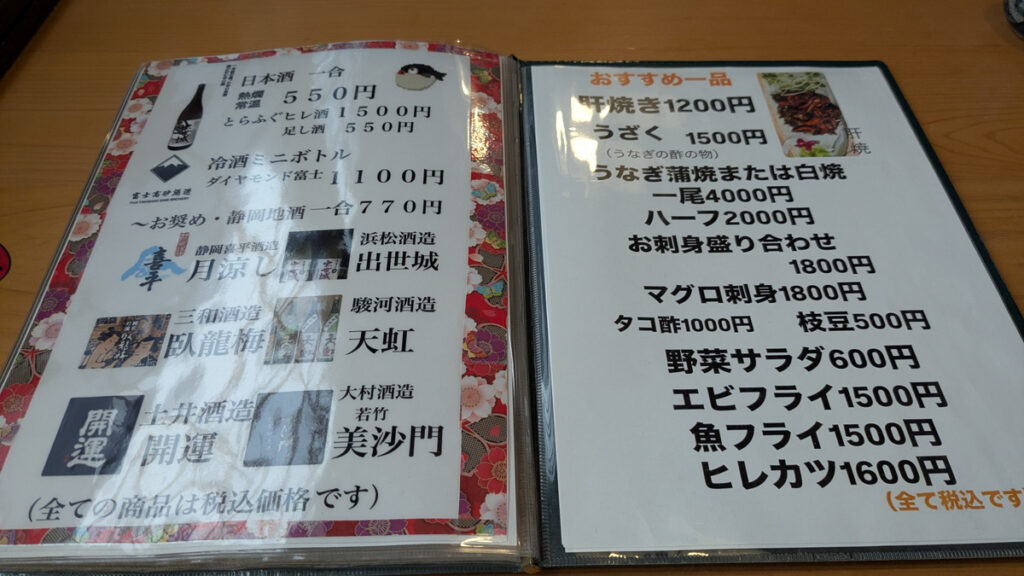 日本酒 一合
熱燗
常温 550円
とらふぐヒレ酒 1500円
足し酒 550円
冷酒ミニボトル
ダイヤモンド富士 1100円
富士高砂酒造
〜お奨め・静岡地酒 一合770円
喜平
静岡喜平酒造
月涼し
浜松酒造
出世城
三和酒造
臥龍梅
駿河酒造
天虹
開運
土井酒造
開運
大村酒造
若竹
美沙門
(全ての商品は税込価格です)
おすすめ一品
肝焼き1200円
肝焼
うざく 1500円
(うなぎの酢の物)
うなぎ蒲焼または白焼
一尾4000円
ハーフ2000円
お刺身盛り合わせ
1800円
マグロ刺身1800円
タコ酢1000円 枝豆500円
野菜サラダ600円
エビフライ1500円
魚フライ1500円
ヒレカツ1600円
(全て税込です